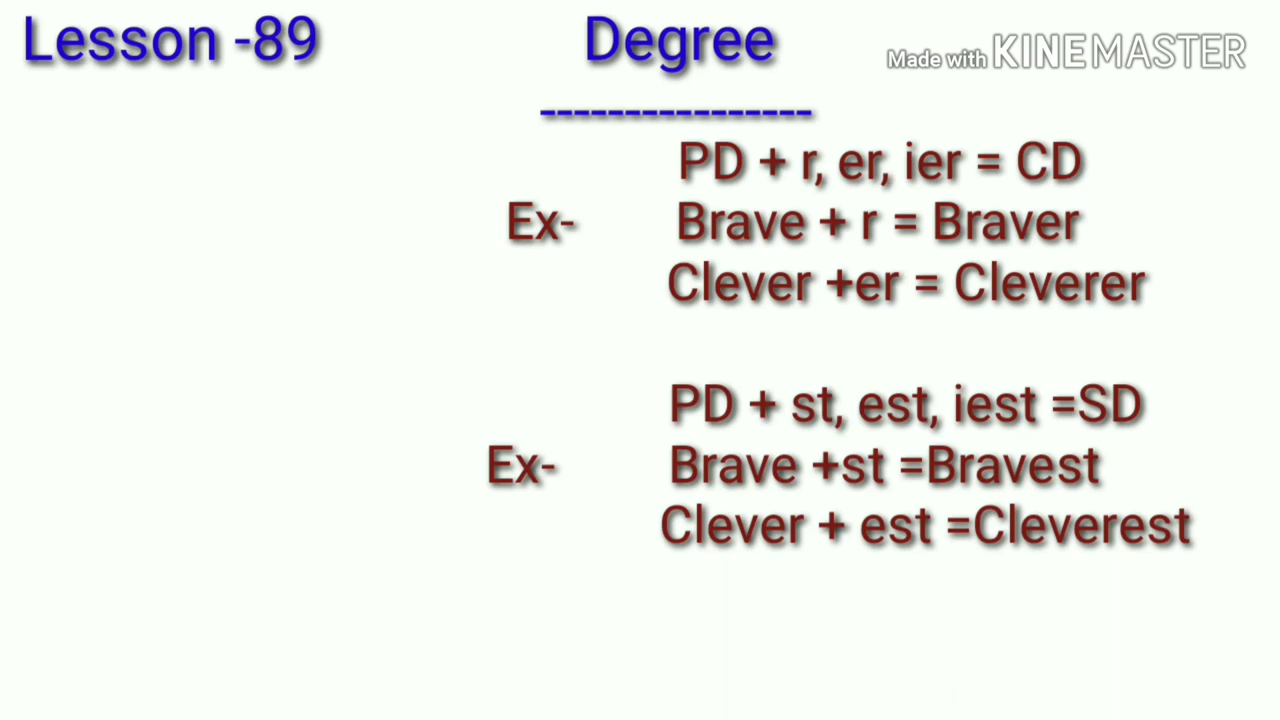 Lesson -89 Degree Made with KINEMASTER
----------------
PD + r, er, ier = CD
Ex- Brave + r = Braver
Clever +er = Cleverer
PD + st, est, iest =SD
Ex- Brave +st =Bravest
Clever + est =Cleverest